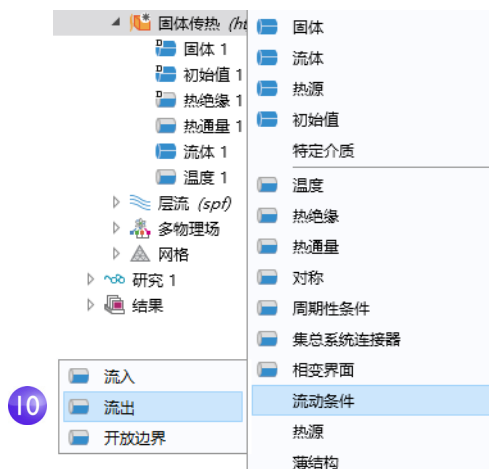 固体传热 (ht
固体 1
初始值 1
热绝缘 1
热通量 1
流体 1
温度 1
层流 (spf)
多物理场
网格
研究 1
结果
固体
流体
热源
初始值
特定介质
温度
热绝缘
热通量
对称
周期性条件
集总系统连接器
相变界面
流动条件
热源
薄结构
10
流入
流出
开放边界